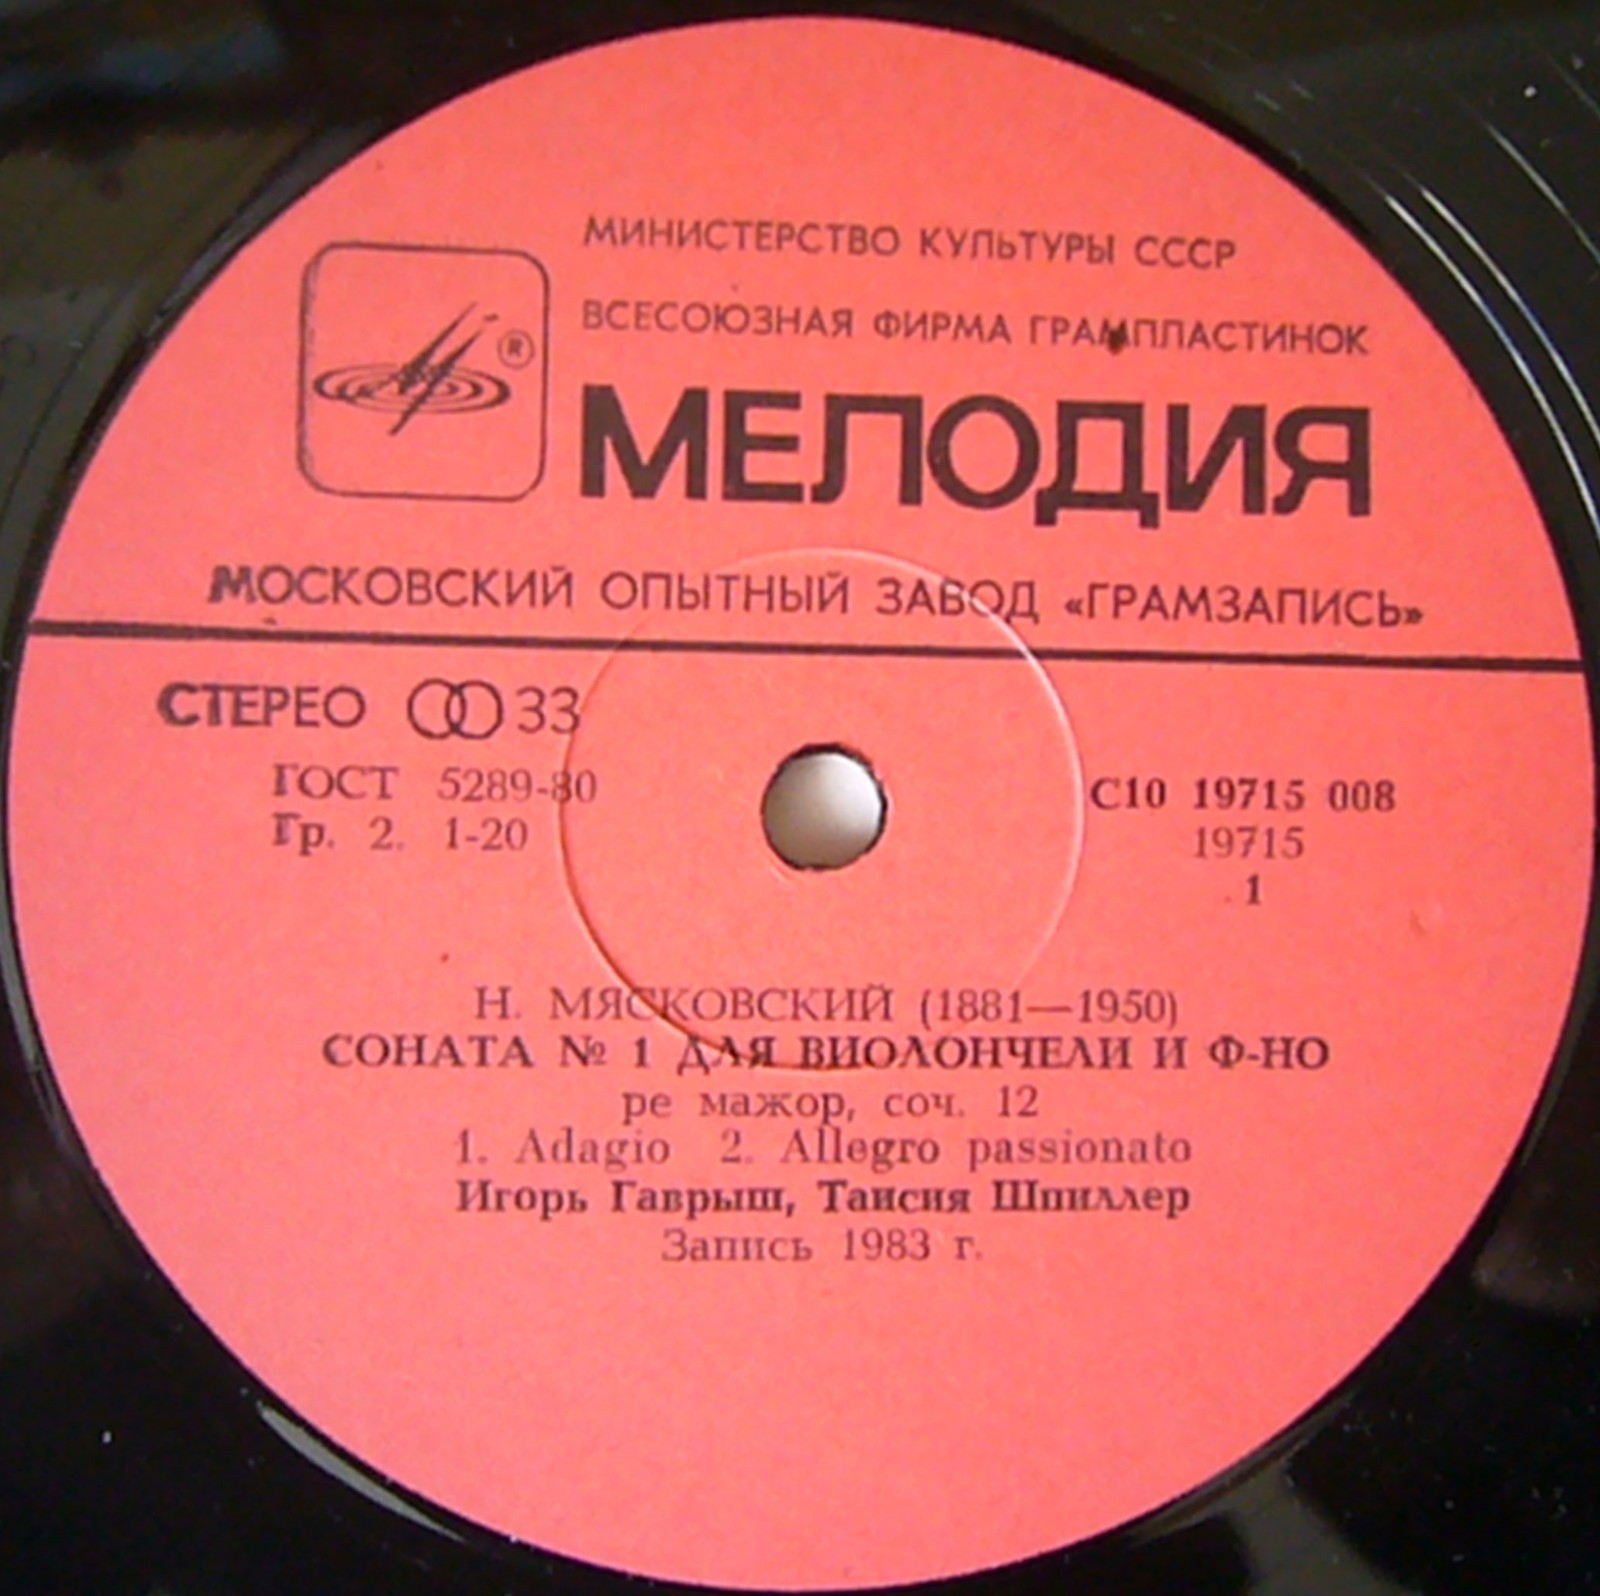 МИНИСТЕРСТВО КУЛЬТУРЫ СССР
ВСЕСОЮЗНАЯ ФИРМА ГРАМПЛАСТИНОК
®
МЕЛОДИЯ
МОСКОВСКИЙ ОПЫТНЫЙ ЗАВОД «ГРАМЗАПИСЬ»
СТЕРЕО 33
ГОСТ 5289-80
Гр. 2. 1-20
С10 19715 008
19715
1
Н. МЯСКОВСКИЙ (1881—1950)
СОНАТА № 1 ДЛЯ ВИОЛОНЧЕЛИ И Ф-НО
ре мажор, соч. 12
1. Adagio 2. Allegro passionato
Игорь Гаврыш, Таисия Шпиллер
Запись 1983 г.